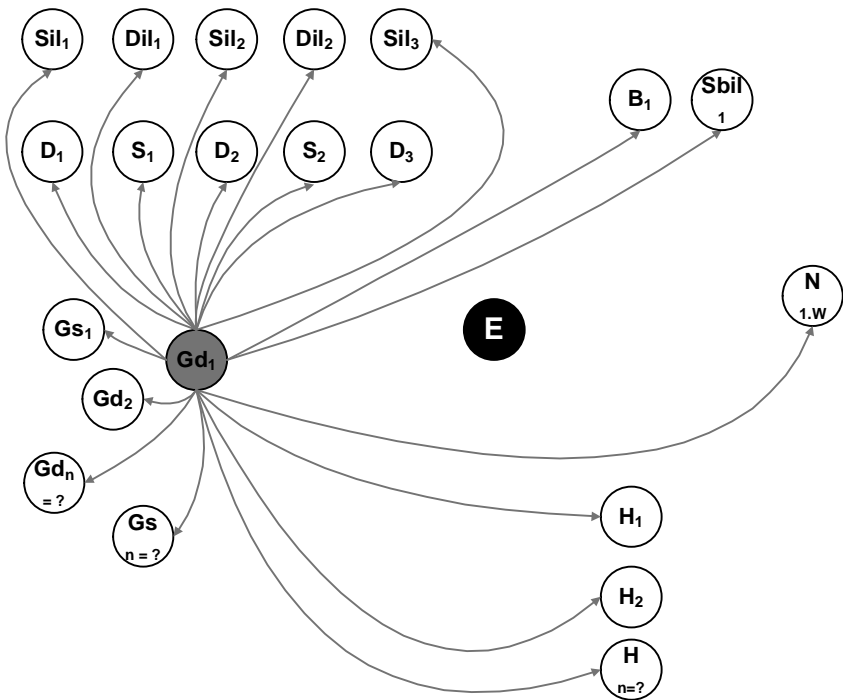 Sil₁ Dil₁ Sil₂ Dil₂ Sil₃
B₁ Sbil
1
D₁ S₁ D₂ S₂ D₃
N
1.W
Gs₁ E
Gd₁
Gd₂
Gdₙ
= ?
Gs
n = ?
H₁
H₂
H
n=?